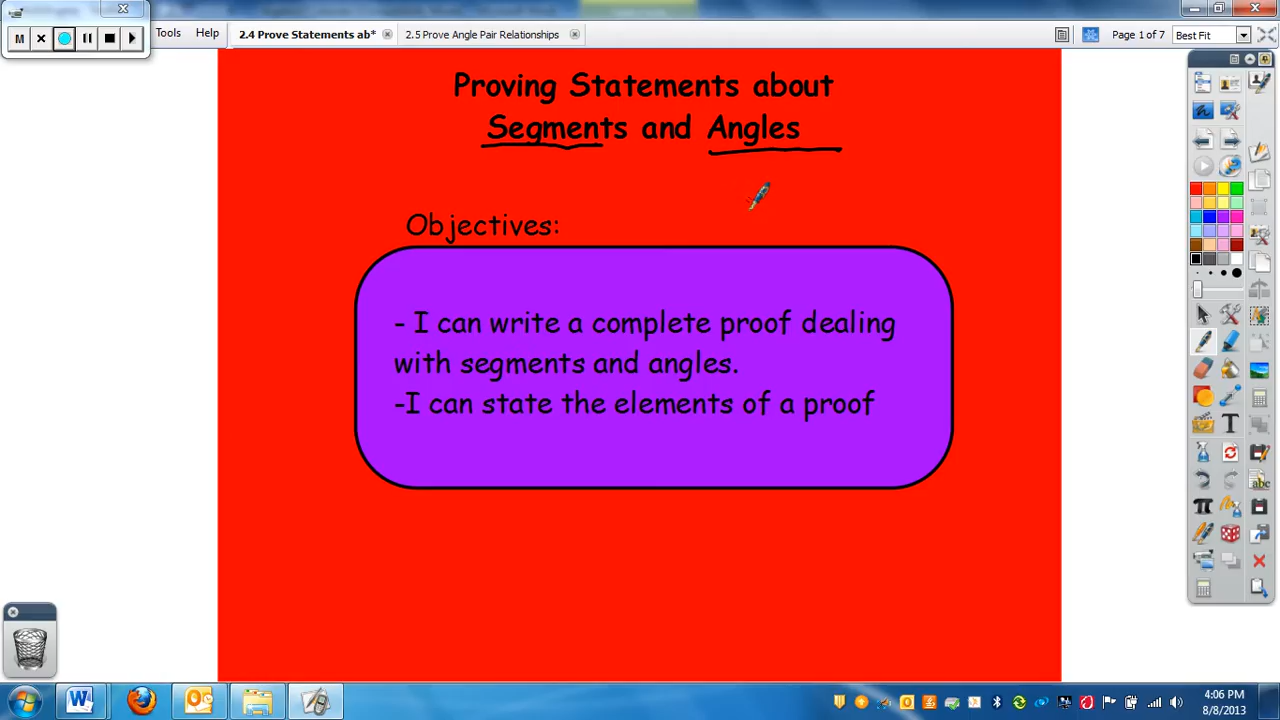 M
Tools Help 2.4 Prove Statements ab* 2.5 Prove Angle Pair Relationships Page 1 of 7 Best Fit
Proving Statements about
Segments and Angles
Objectives:
- I can write a complete proof dealing
with segments and angles.
-I can state the elements of a proof
4:06 PM
8/8/2013